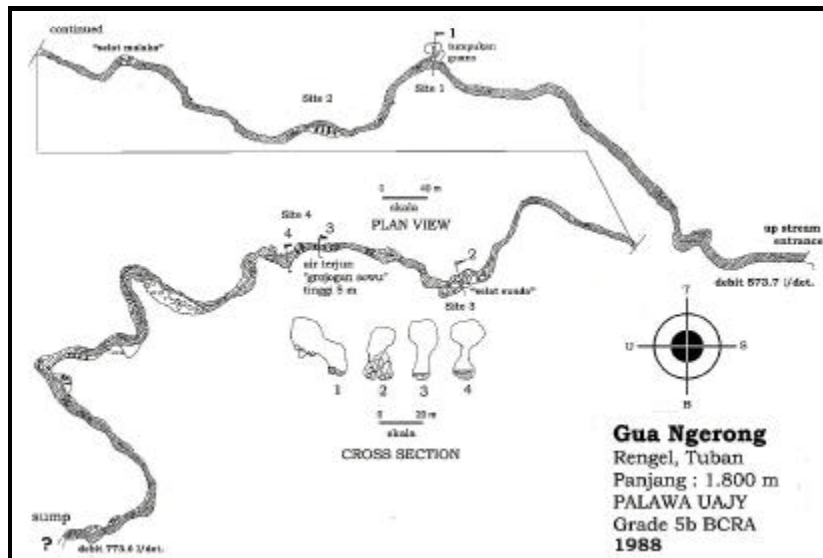 continued
"selat malaka"
1
tumpukan
guano
Site 1
Site 2
0 40 m
skala
PLAN VIEW
up stream
entrance
debit 573.7 l/det.
Site 4
4
3
air terjun
"grojogan sewu"
tinggi 5 m
2
"selat sunda"
Site 3
1 2 3 4
0 20 m
skala
CROSS SECTION
T
U S
B
sump
?
debit 773.6 l/det.
Gua Ngerong
Rengel, Tuban
Panjang : 1.800 m
PALAWA UAJY
Grade 5b BCRA
1988